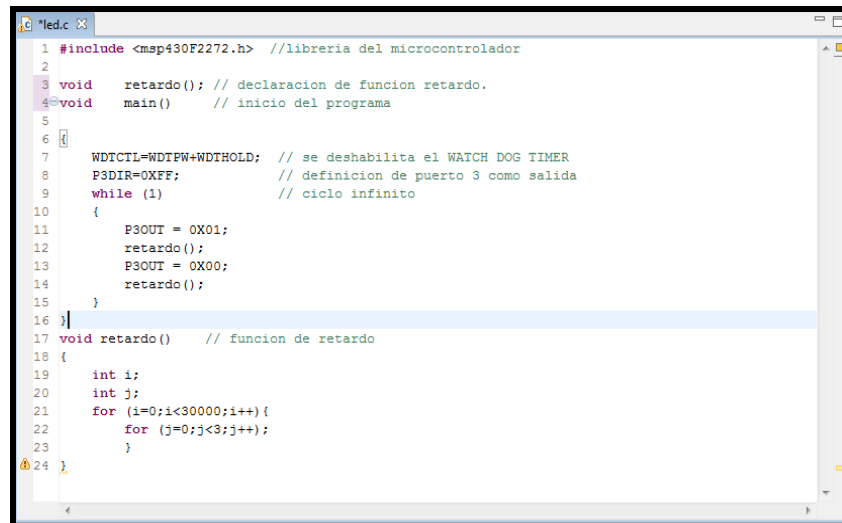 *led.c
1 #include <msp430F2272.h> //libreria del microcontrolador
2
3 void retardo(); // declaracion de funcion retardo.
4 void main() // inicio del programa
5
6 {
7 WDTCTL=WDTPW+WDTHOLD; // se deshabilita el WATCH DOG TIMER
8 P3DIR=0XFF; // definicion de puerto 3 como salida
9 while (1) // ciclo infinito
10 {
11 P3OUT = 0X01;
12 retardo();
13 P3OUT = 0X00;
14 retardo();
15 }
16 }
17 void retardo() // funcion de retardo
18 {
19 int i;
20 int j;
21 for (i=0;i<30000;i++){
22 for (j=0;j<3;j++);
23 }
24 }